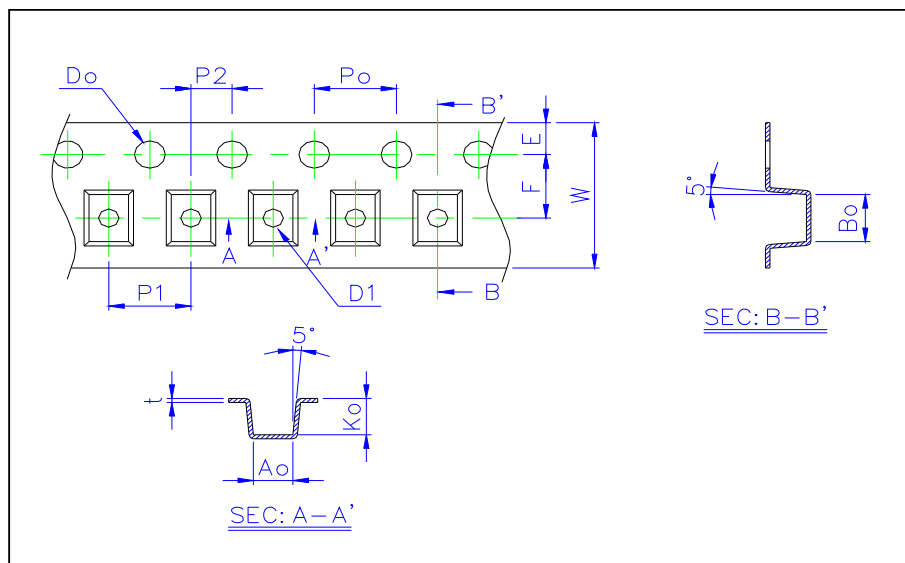 Do
P2
Po
B'
E
F
W
A
A'
P1
D1
B
5°
Bo
SEC: B-B'
5°
t
Ko
Ao
SEC: A-A'